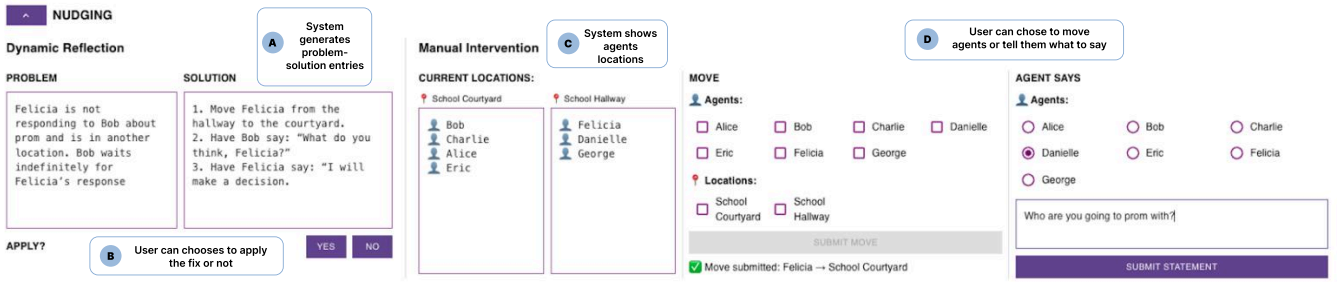 NUDGING
Dynamic Reflection
PROBLEM
Felicia is not
responding to Bob about
prom and is in another
location. Bob waits
indefinitely for
Felicia's response
SOLUTION
1. Move Felicia from the
hallway to the courtyard.
2. Have Bob say: "What do you
think, Felicia?"
3. Have Felicia say: "I will
make a decision.
A
System
generates
problem-
solution entries
APPLY?
B
User can chooses to apply
the fix or not
YES
NO
Manual Intervention
C
System shows
agents
locations
CURRENT LOCATIONS:
School Courtyard
Bob
Charlie
Alice
Eric
School Hallway
Felicia
Danielle
George
D
User can chose to move
agents or tell them what to say
MOVE
Agents:
Alice
Bob
Charlie
Danielle
Eric
Felicia
George
Locations:
School
Courtyard
School
Hallway
SUBMIT MOVE
Move submitted: Felicia → School Courtyard
AGENT SAYS
Agents:
Alice
Bob
Charlie
Danielle
Eric
Felicia
George
Who are you going to prom with?
SUBMIT STATEMENT